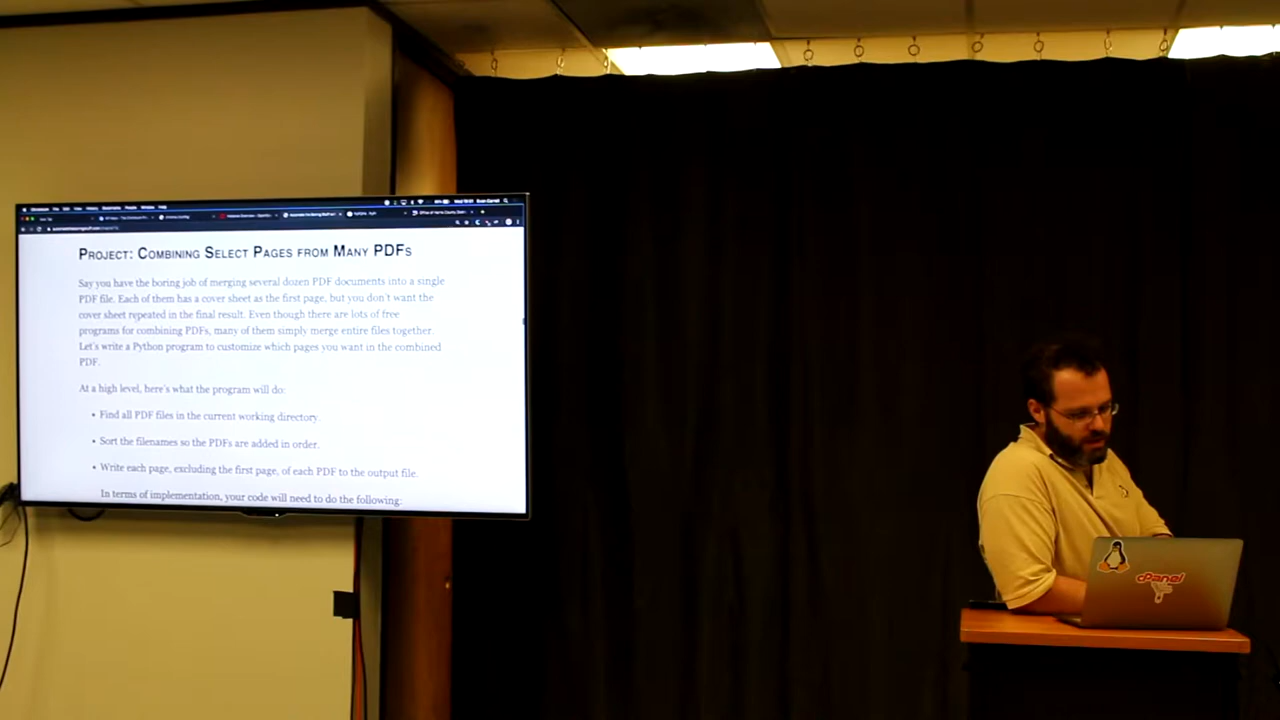 PROJECT: COMBINING SELECT PAGES FROM MANY PDFS
Say you have the boring job of merging several dozen PDF documents into a single
PDF file. Each of them has a cover sheet as the first page, but you don't want the
cover sheet repeated in the final result. Even though there are lots of free
programs for combining PDFs, many of them simply merge entire files together.
Let's write a Python program to customize which pages you want in the combined
PDF.
At a high level, here's what the program will do:
• Find all PDF files in the current working directory.
• Sort the filenames so the PDFs are added in order.
• Write each page, excluding the first page, of each PDF to the output file.
In terms of implementation, your code will need to do the following:
cPanel